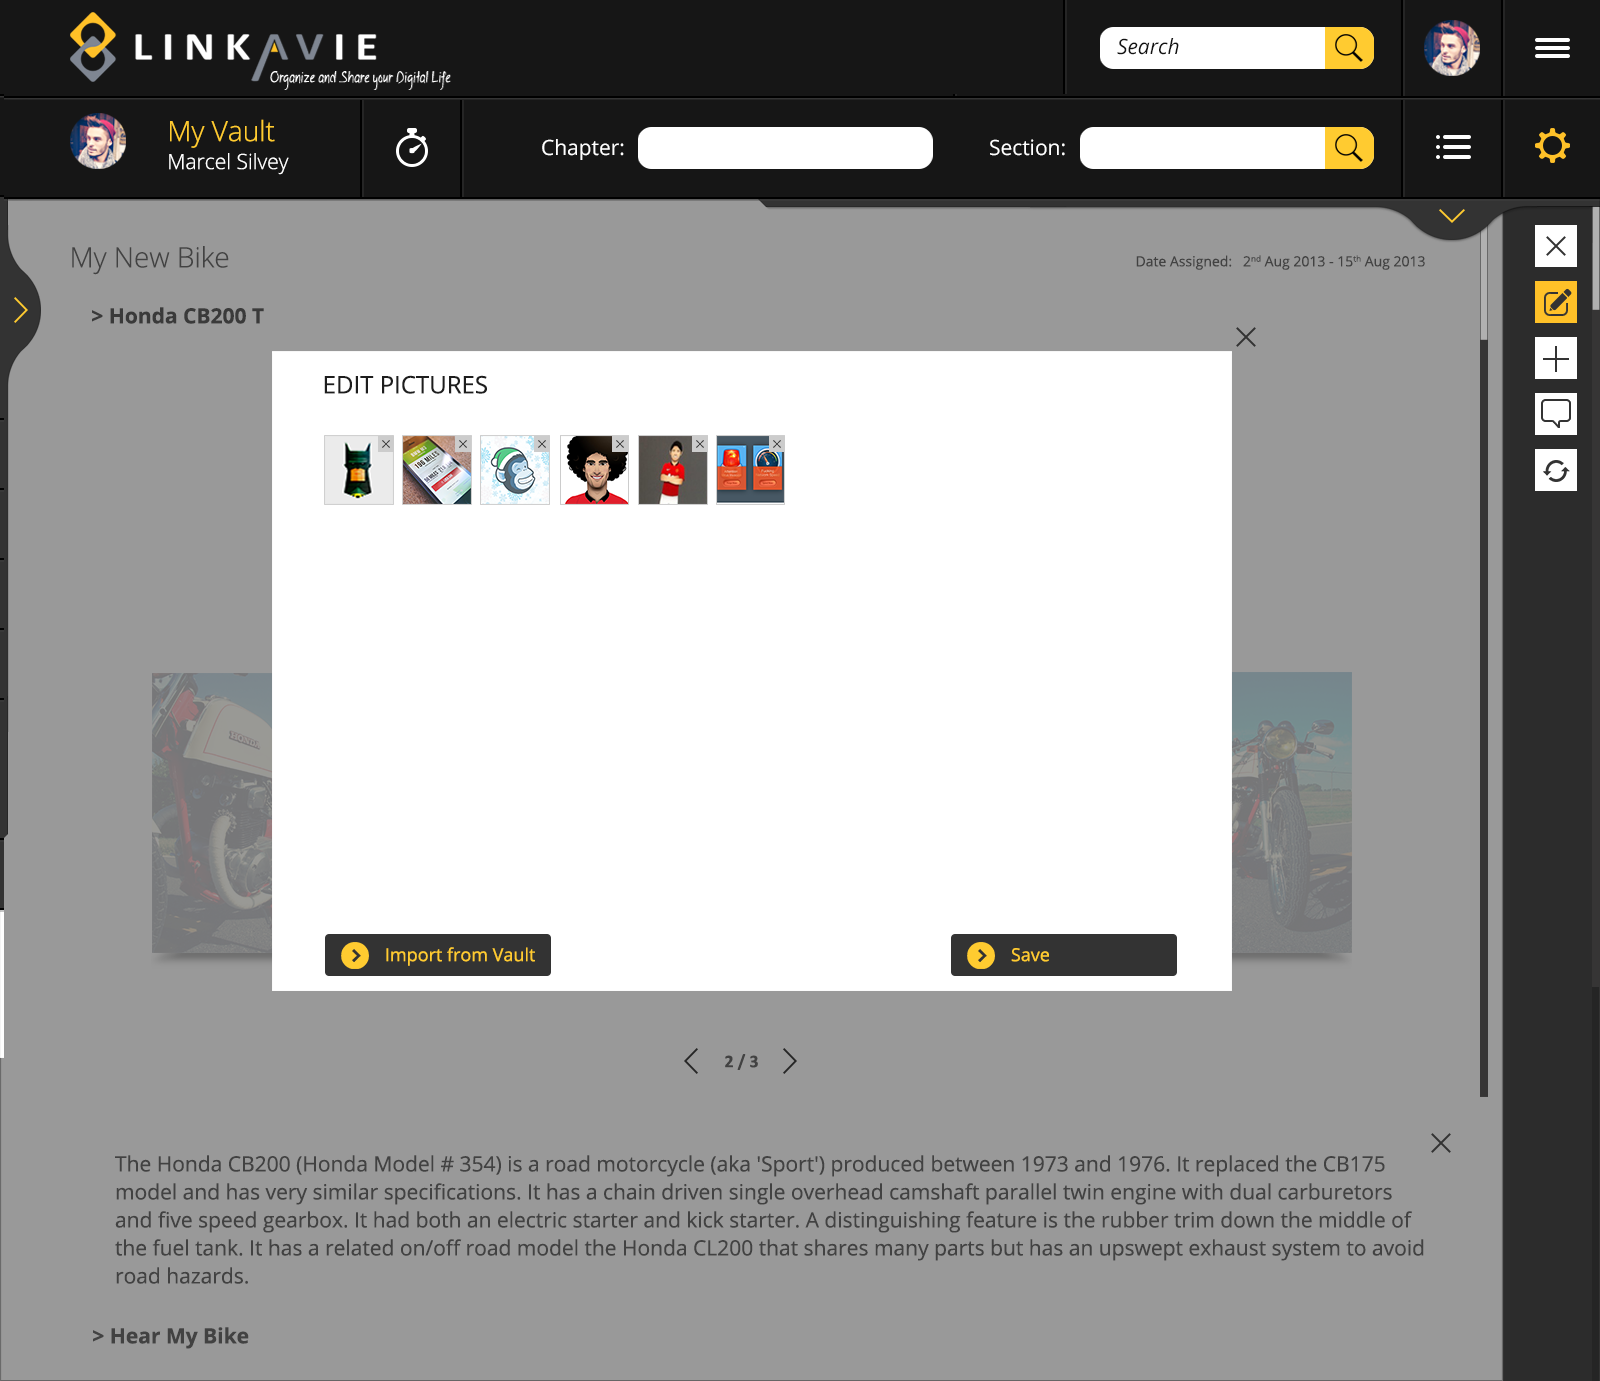 LINKAVIE
Organize and Share your Digital Life
Search
My Vault
Marcel Silvey
Chapter:
Section:
My New Bike
Date Assigned: 2nd Aug 2013 - 15th Aug 2013
> Honda CB200 T
EDIT PICTURES
HONDA
Import from Vault
Save
2 / 3
The Honda CB200 (Honda Model # 354) is a road motorcycle (aka 'Sport') produced between 1973 and 1976. It replaced the CB175
model and has very similar specifications. It has a chain driven single overhead camshaft parallel twin engine with dual carburetors
and five speed gearbox. It had both an electric starter and kick starter. A distinguishing feature is the rubber trim down the middle of
the fuel tank. It has a related on/off road model the Honda CL200 that shares many parts but has an upswept exhaust system to avoid
road hazards.
> Hear My Bike